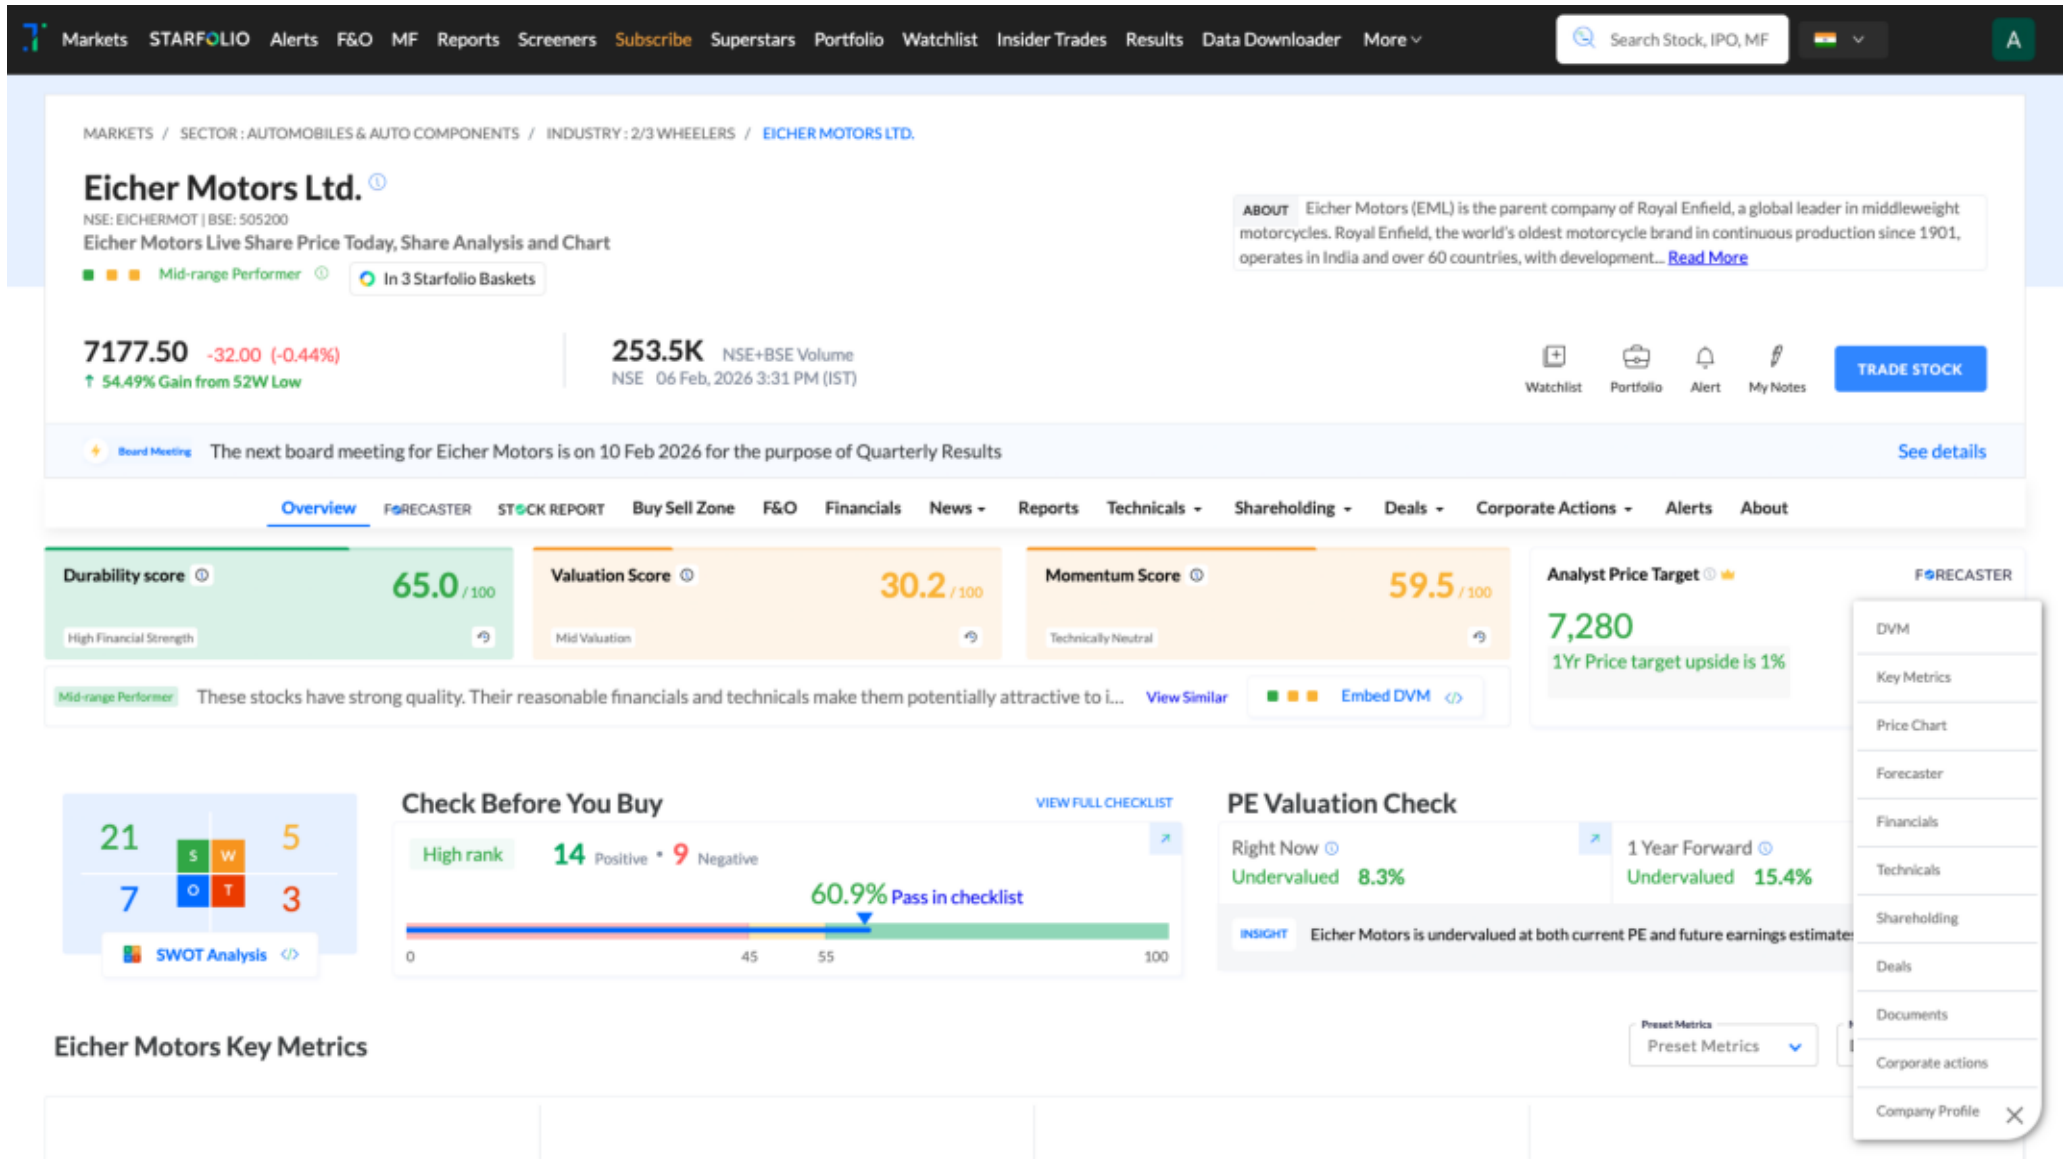 Markets STARFOLIO Alerts F&O MF Reports Screeners Subscribe Superstars Portfolio Watchlist Insider Trades Results Data Downloader More Search Stock, IPO, MF A
MARKETS / SECTOR : AUTOMOBILES & AUTO COMPONENTS / INDUSTRY : 2/3 WHEELERS / EICHER MOTORS LTD.
Eicher Motors Ltd.
NSE: EICHERMOT | BSE: 505200
Eicher Motors Live Share Price Today, Share Analysis and Chart
Mid-range Performer In 3 Starfolio Baskets
ABOUT Eicher Motors (EML) is the parent company of Royal Enfield, a global leader in middleweight
motorcycles. Royal Enfield, the world's oldest motorcycle brand in continuous production since 1901,
operates in India and over 60 countries, with development... Read More
7177.50 -32.00 (-0.44%)
↑ 54.49% Gain from 52W Low
253.5K NSE+BSE Volume
NSE 06 Feb, 2026 3:31 PM (IST)
Watchlist Portfolio Alert My Notes TRADE STOCK
Board Meeting The next board meeting for Eicher Motors is on 10 Feb 2026 for the purpose of Quarterly Results See details
Overview FORECASTER STOCK REPORT Buy Sell Zone F&O Financials News Reports Technicals Shareholding Deals Corporate Actions Alerts About
Durability score 65.0 / 100
High Financial Strength
Valuation Score 30.2 / 100
Mid Valuation
Momentum Score 59.5 / 100
Technically Neutral
Analyst Price Target FORECASTER
7,280
1Yr Price target upside is 1%
Mid-range Performer These stocks have strong quality. Their reasonable financials and technicals make them potentially attractive to i... View Similar Embed DVM </>
21 S W 5
7 O T 3
SWOT Analysis </>
Check Before You Buy VIEW FULL CHECKLIST
High rank 14 Positive * 9 Negative
60.9% Pass in checklist
0 45 55 100
PE Valuation Check
Right Now
Undervalued 8.3%
1 Year Forward
Undervalued 15.4%
INSIGHT Eicher Motors is undervalued at both current PE and future earnings estimate
DVM
Key Metrics
Price Chart
Forecaster
Financials
Technicals
Shareholding
Deals
Documents
Corporate actions
Company Profile
Eicher Motors Key Metrics
Preset Metrics
Preset Metrics